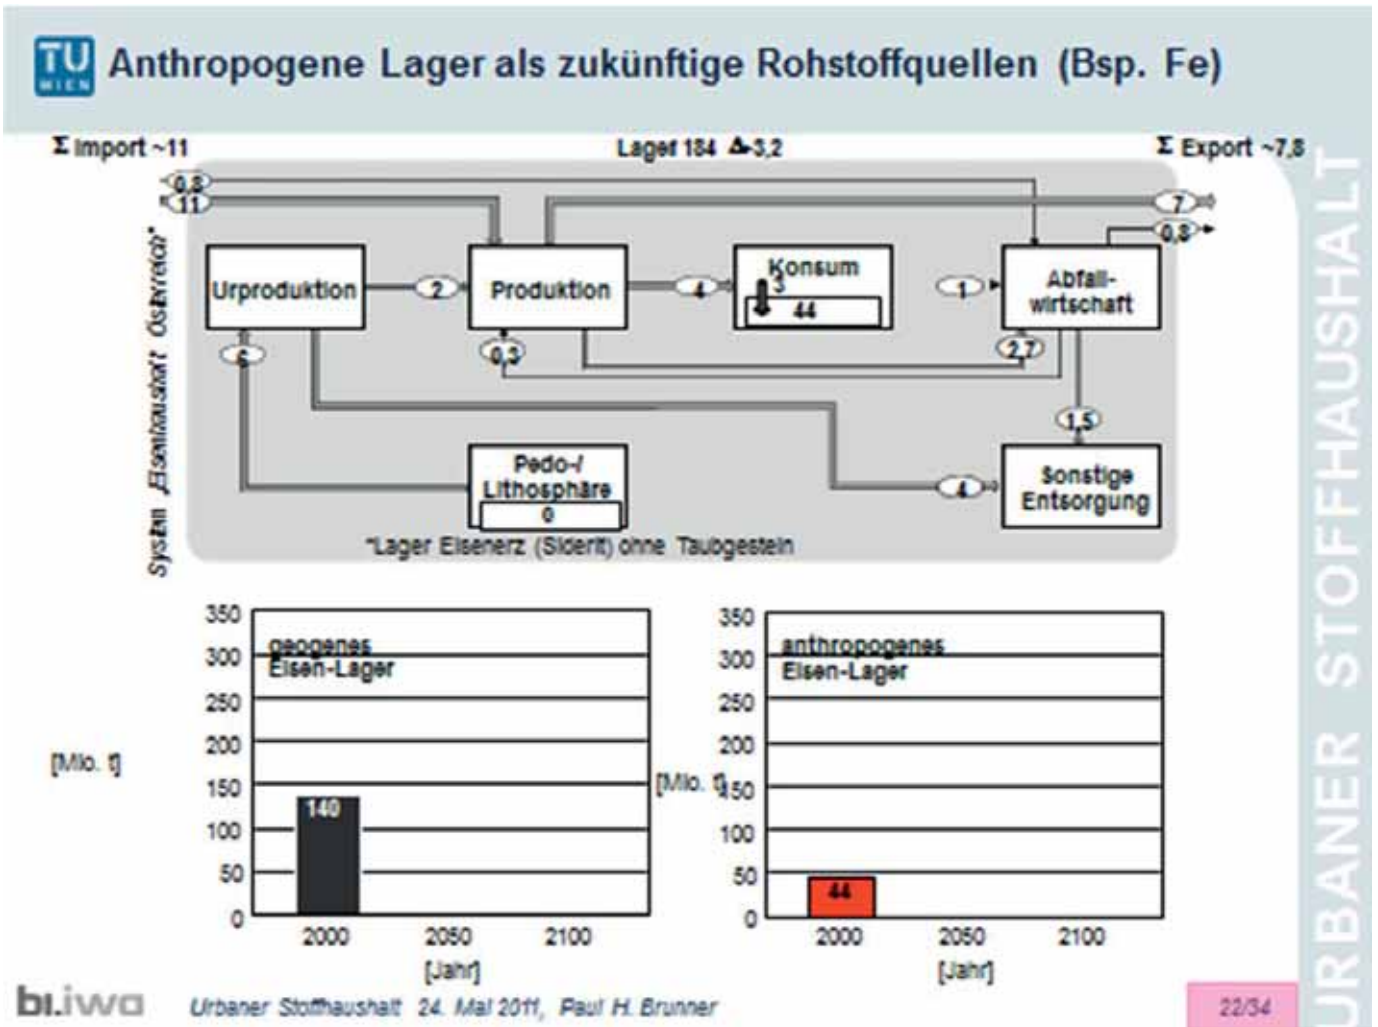 TU
WIEN
Anthropogene Lager als zukünftige Rohstoffquellen (Bsp. Fe)
Σ Import ~11
Lager 184 Δ+3,2
Σ Export ~7,8
0,8
11
7
0,8
System „Eisenhaushalt Österreich"
Urproduktion
2
Produktion
4
Konsum
3
44
1
Abfall-
wirtschaft
6
0,3
2,7
1,5
Pedo-/
Lithosphäre
0
4
Sonstige
Entsorgung
*Lager Eisenerz (Siderit) ohne Taubgestein
350
300
250
200
150
100
50
0
geogenes
Eisen-Lager
[Mio. t]
140
2000
2050
2100
[Jahr]
350
300
250
200
150
100
50
0
anthropogenes
Eisen-Lager
[Mio. t]
44
2000
2050
2100
[Jahr]
bi.iwa
Urbaner Stoffhaushalt 24. Mai 2011, Paul H. Brunner
22/34
URBANER STOFFHAUSHALT